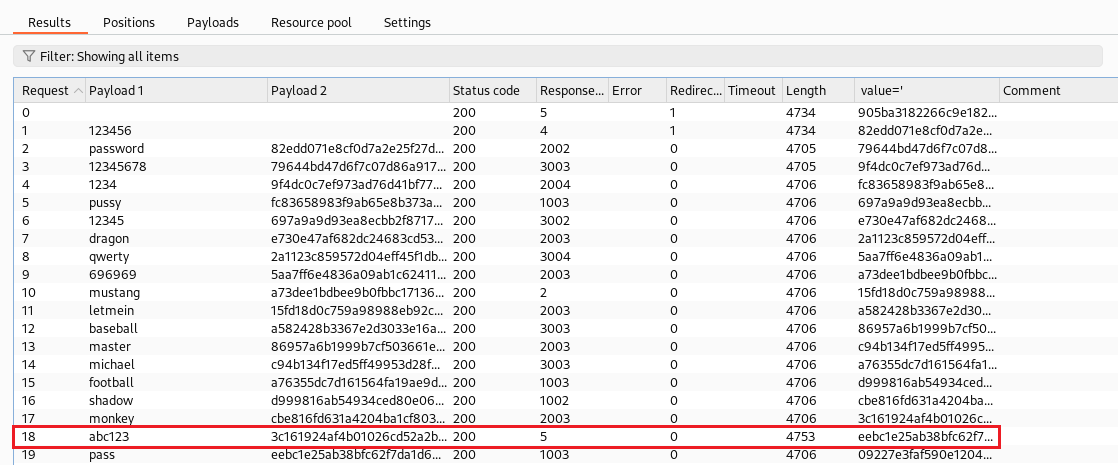 Results Positions Payloads Resource pool Settings
Filter: Showing all items
Request Payload 1 Payload 2 Status code Response... Error Redirec... Timeout Length value=' Comment
0 200 5 1 4734 905ba3182266c9e182...
1 123456 200 4 1 4734 82edd071e8cf0d7a2e...
2 password 82edd071e8cf0d7a2e25f27d... 200 2002 0 4705 79644bd47d6f7c07d8...
3 12345678 79644bd47d6f7c07d86a917... 200 3003 0 4705 9f4dc0c7ef973ad76d...
4 1234 9f4dc0c7ef973ad76d41bf77... 200 2004 0 4706 fc83658983f9ab65e8...
5 pussy fc83658983f9ab65e8b373a... 200 1003 0 4706 697a9a9d93ea8ecbb...
6 12345 697a9a9d93ea8ecbb2f8717... 200 3002 0 4706 e730e47af682dc2468...
7 dragon e730e47af682dc24683cd53... 200 2003 0 4706 2a1123c859572d04eff...
8 qwerty 2a1123c859572d04eff45f1db... 200 3004 0 4706 5aa7ff6e4836a09ab1...
9 696969 5aa7ff6e4836a09ab1c62411... 200 2003 0 4706 a73dee1bdbee9b0fbbc...
10 mustang a73dee1bdbee9b0fbbc17136... 200 2 0 4706 15fd18d0c759a98988...
11 letmein 15fd18d0c759a98988eb92c... 200 2003 0 4706 a582428b3367e2d30...
12 baseball a582428b3367e2d3033e16a... 200 3003 0 4706 86957a6b1999b7cf50...
13 master 86957a6b1999b7cf503661e... 200 2003 0 4706 c94b134f17ed5ff4995...
14 michael c94b134f17ed5ff49953d28f... 200 3003 0 4706 a76355dc7d161564fa1...
15 football a76355dc7d161564fa19ae9d... 200 1003 0 4706 d999816ab54934ced...
16 shadow d999816ab54934ced80e06... 200 1002 0 4706 cbe816fd631a4204ba...
17 monkey cbe816fd631a4204ba1cf803... 200 2003 0 4706 3c161924af4b01026c...
18 abc123 3c161924af4b01026cd52a2b... 200 5 0 4753 eebc1e25ab38bfc62f7...
19 pass eebc1e25ab38bfc62f7da1d6... 200 1003 0 4706 09227e3faf590e1204...